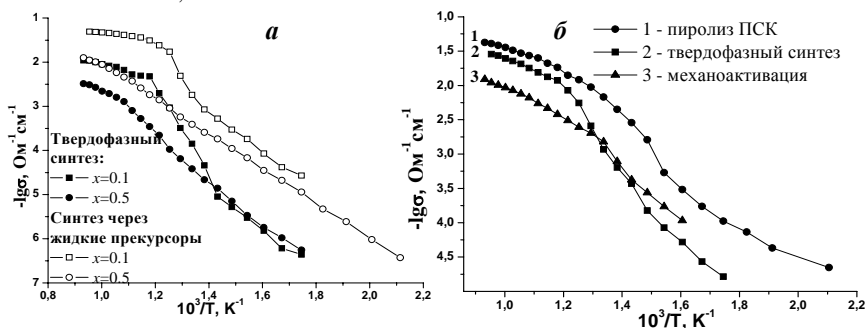 а
-lgσ, Ом⁻¹см⁻¹
1
2
3
4
5
6
7
Твердофазный
синтез:
x=0.1
x=0.5
Синтез через
жидкие прекурсоры
x=0.1
x=0.5
0,8 1,0 1,2 1,4 1,6 1,8 2,0 2,2
10³/T, K⁻¹
б
-lgσ, Ом⁻¹см⁻¹
1,0
1,5
2,0
2,5
3,0
3,5
4,0
4,5
1
2
3
1 - пиролиз ПСК
2 - твердофазный синтез
3 - механоактивация
1,0 1,2 1,4 1,6 1,8 2,0 2,2
10³/T, K⁻¹